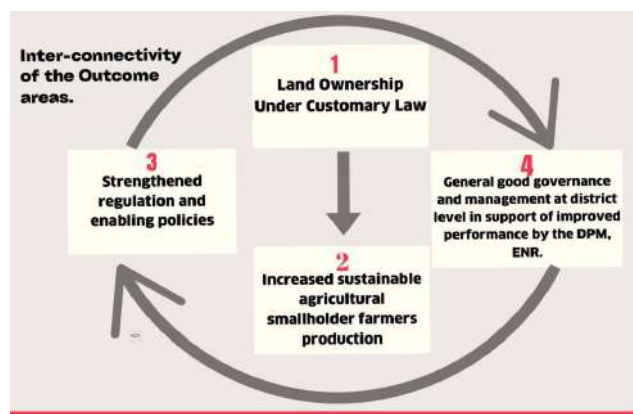 Inter-connectivity
of the Outcome
areas.
1
Land Ownership
Under Customary Law
3
Strengthened
regulation and
enabling policies
4
General good governance
and management at district
level in support of improved
performance by the DPM,
ENR.
2
Increased sustainable
agricultural
smallholder farmers
production